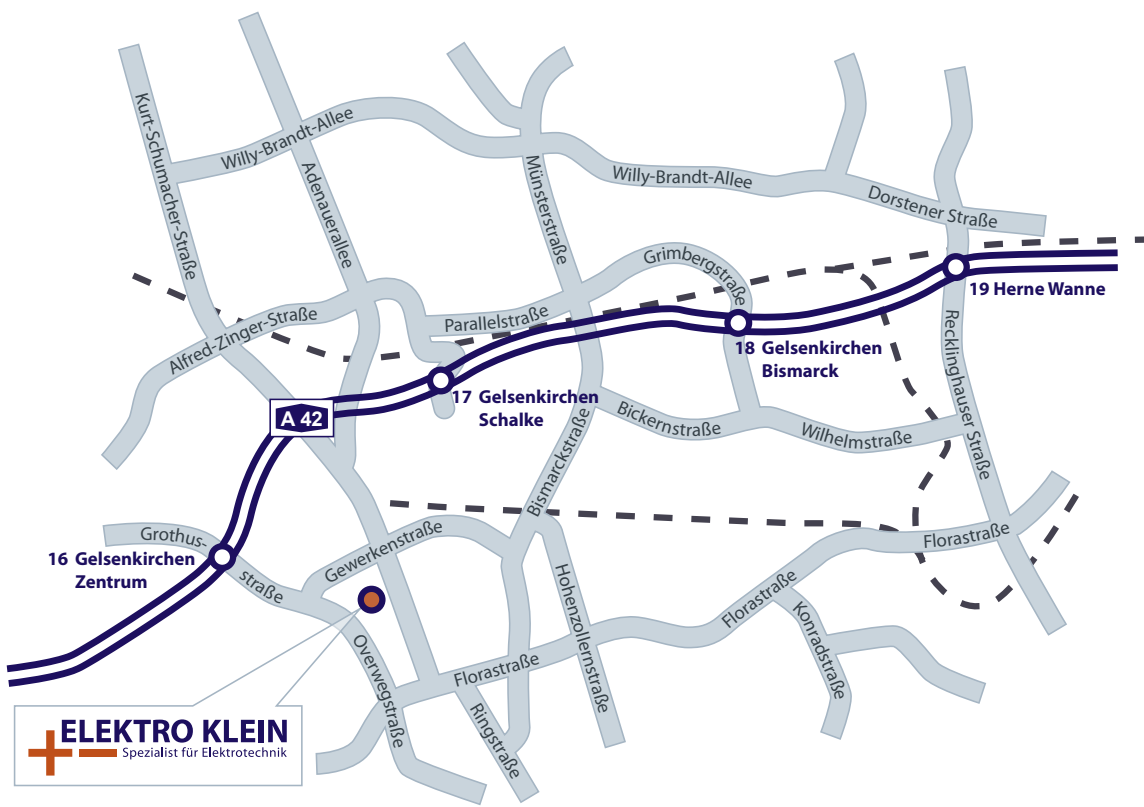 Kurt-Schumacher-Straße
Willy-Brandt-Allee
Adenauerallee
Münsterstraße
Willy-Brandt-Allee
Dorstener Straße
Grimbergstraße
19 Herne Wanne
Alfred-Zinger-Straße
Parallelstraße
18 Gelsenkirchen
Bismarck
Recklinghauser Straße
17 Gelsenkirchen
Schalke
A 42
Bickernstraße
Wilhelmstraße
Bismarckstraße
Grothus-
straße
16 Gelsenkirchen
Zentrum
Gewerkenstraße
Florastraße
Hohenzollernstraße
Florastraße
Konradstraße
Overwegstraße
Florastraße
Ringstraße
ELEKTRO KLEIN
Spezialist für Elektrotechnik